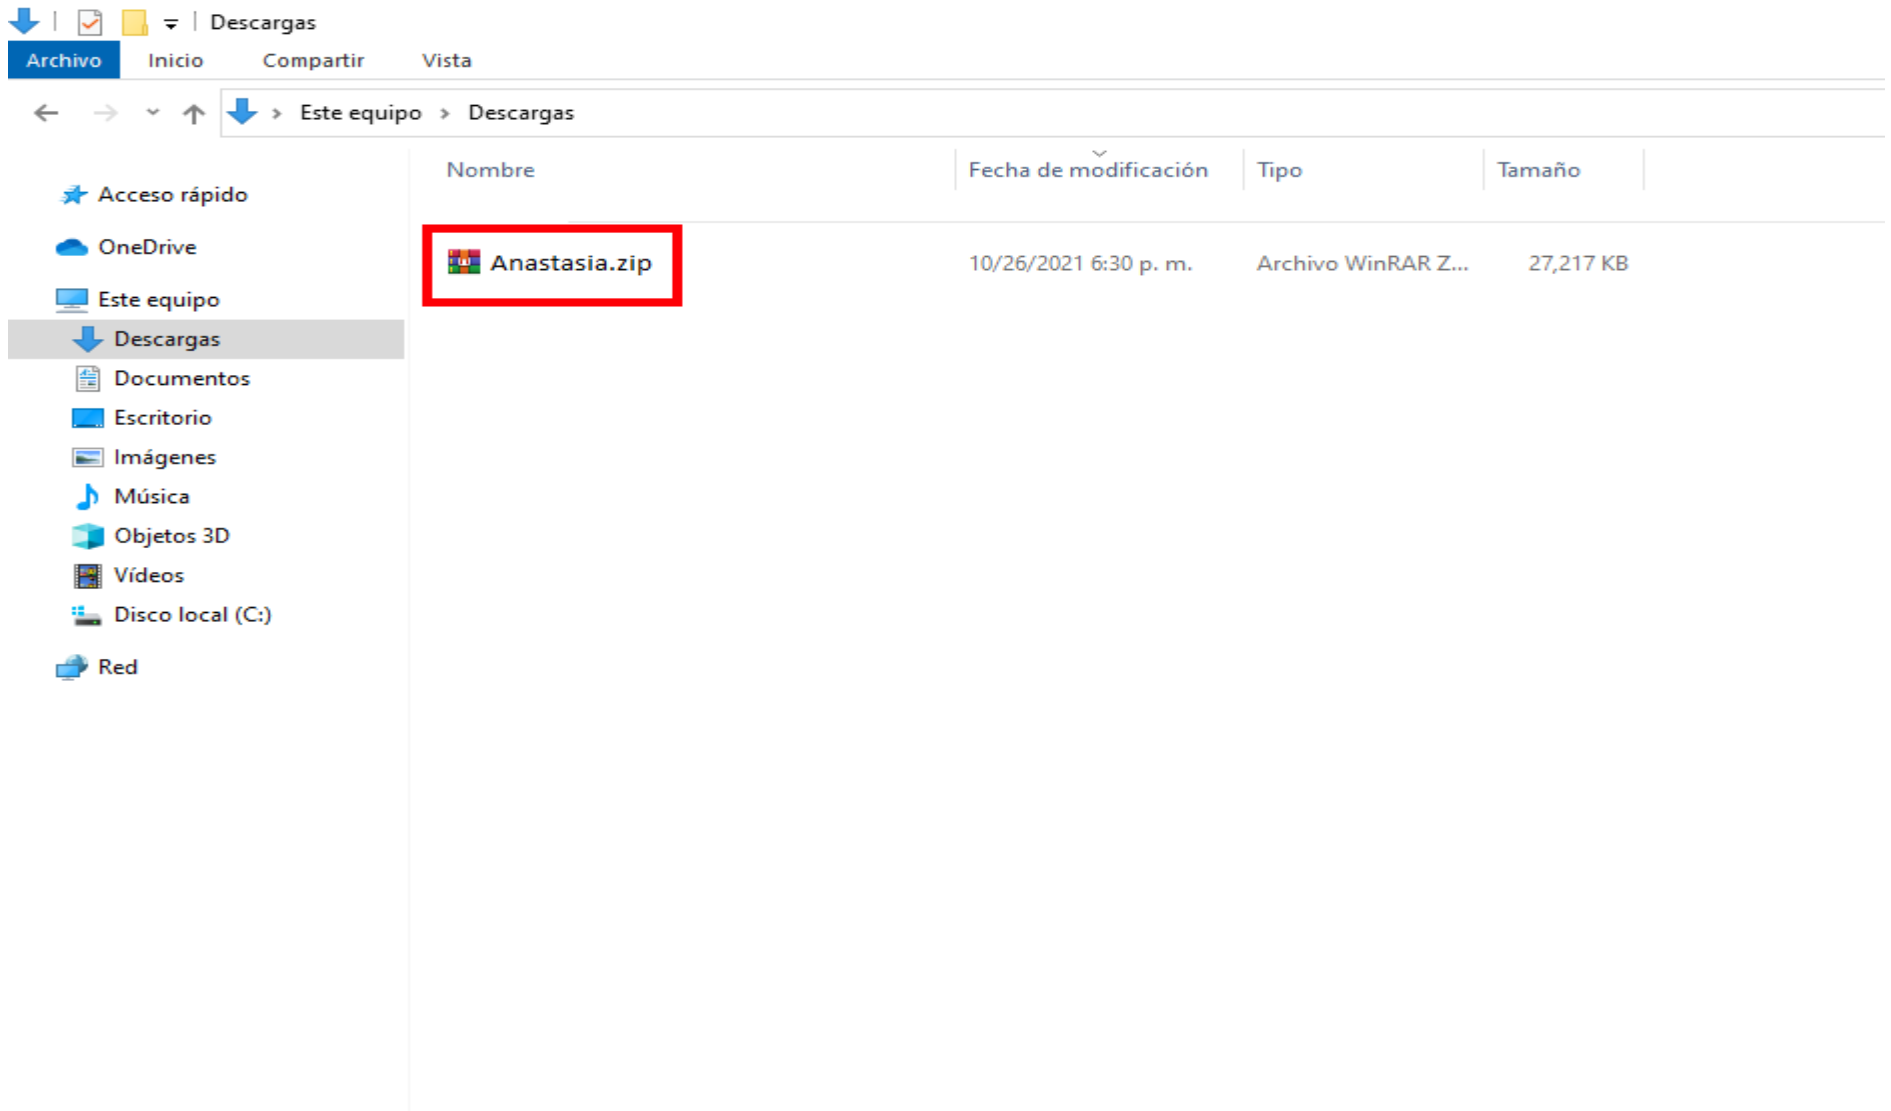 Descargas
Archivo Inicio Compartir Vista
Este equipo > Descargas
Nombre Fecha de modificación Tipo Tamaño
Acceso rápido
OneDrive
Anastasia.zip 10/26/2021 6:30 p. m. Archivo WinRAR Z... 27,217 KB
Este equipo
Descargas
Documentos
Escritorio
Imágenes
Música
Objetos 3D
Vídeos
Disco local (C:)
Red